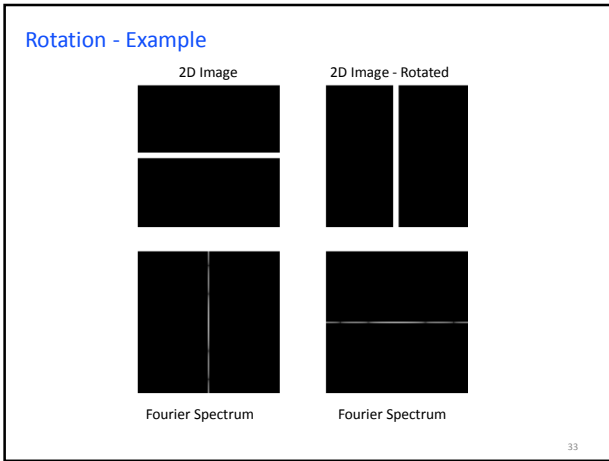 Rotation - Example
2D Image
2D Image - Rotated
Fourier Spectrum
Fourier Spectrum
33